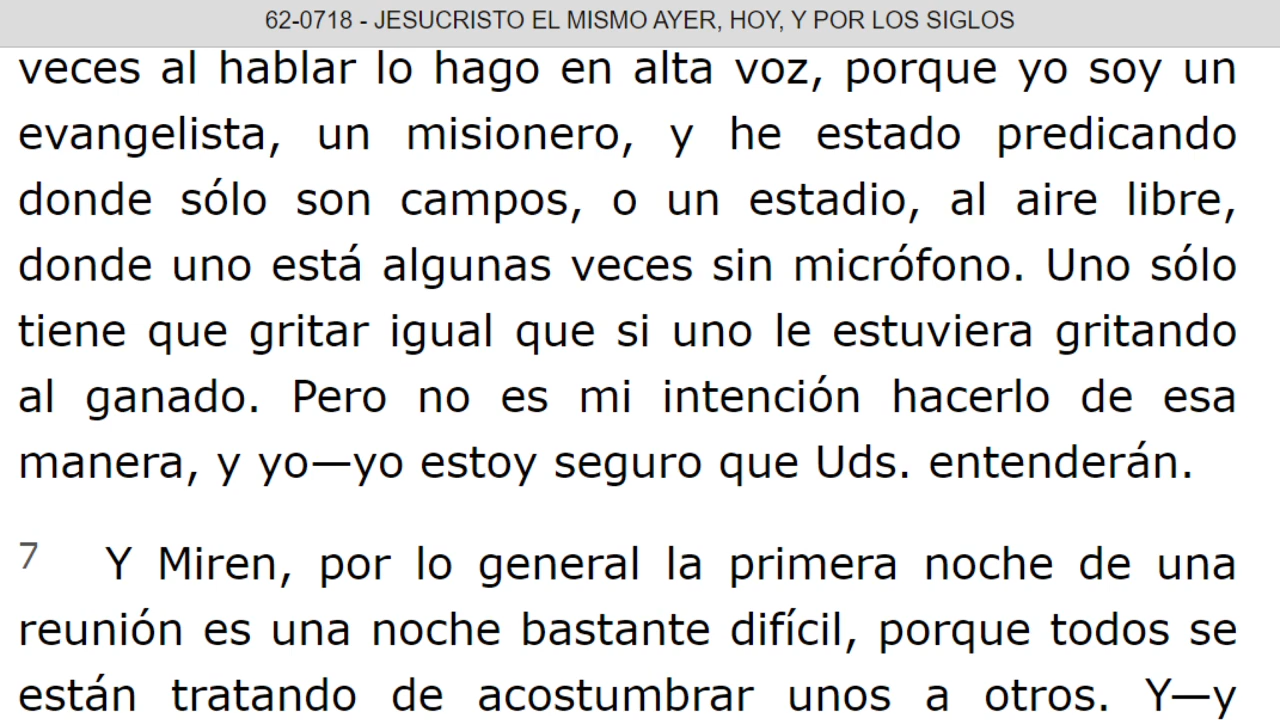 62-0718 - JESUCRISTO EL MISMO AYER, HOY, Y POR LOS SIGLOS
veces al hablar lo hago en alta voz, porque yo soy un
evangelista, un misionero, y he estado predicando
donde sólo son campos, o un estadio, al aire libre,
donde uno está algunas veces sin micrófono. Uno sólo
tiene que gritar igual que si uno le estuviera gritando
al ganado. Pero no es mi intención hacerlo de esa
manera, y yo—yo estoy seguro que Uds. entenderán.
7 Y Miren, por lo general la primera noche de una
reunión es una noche bastante difícil, porque todos se
están tratando de acostumbrar unos a otros. Y—y